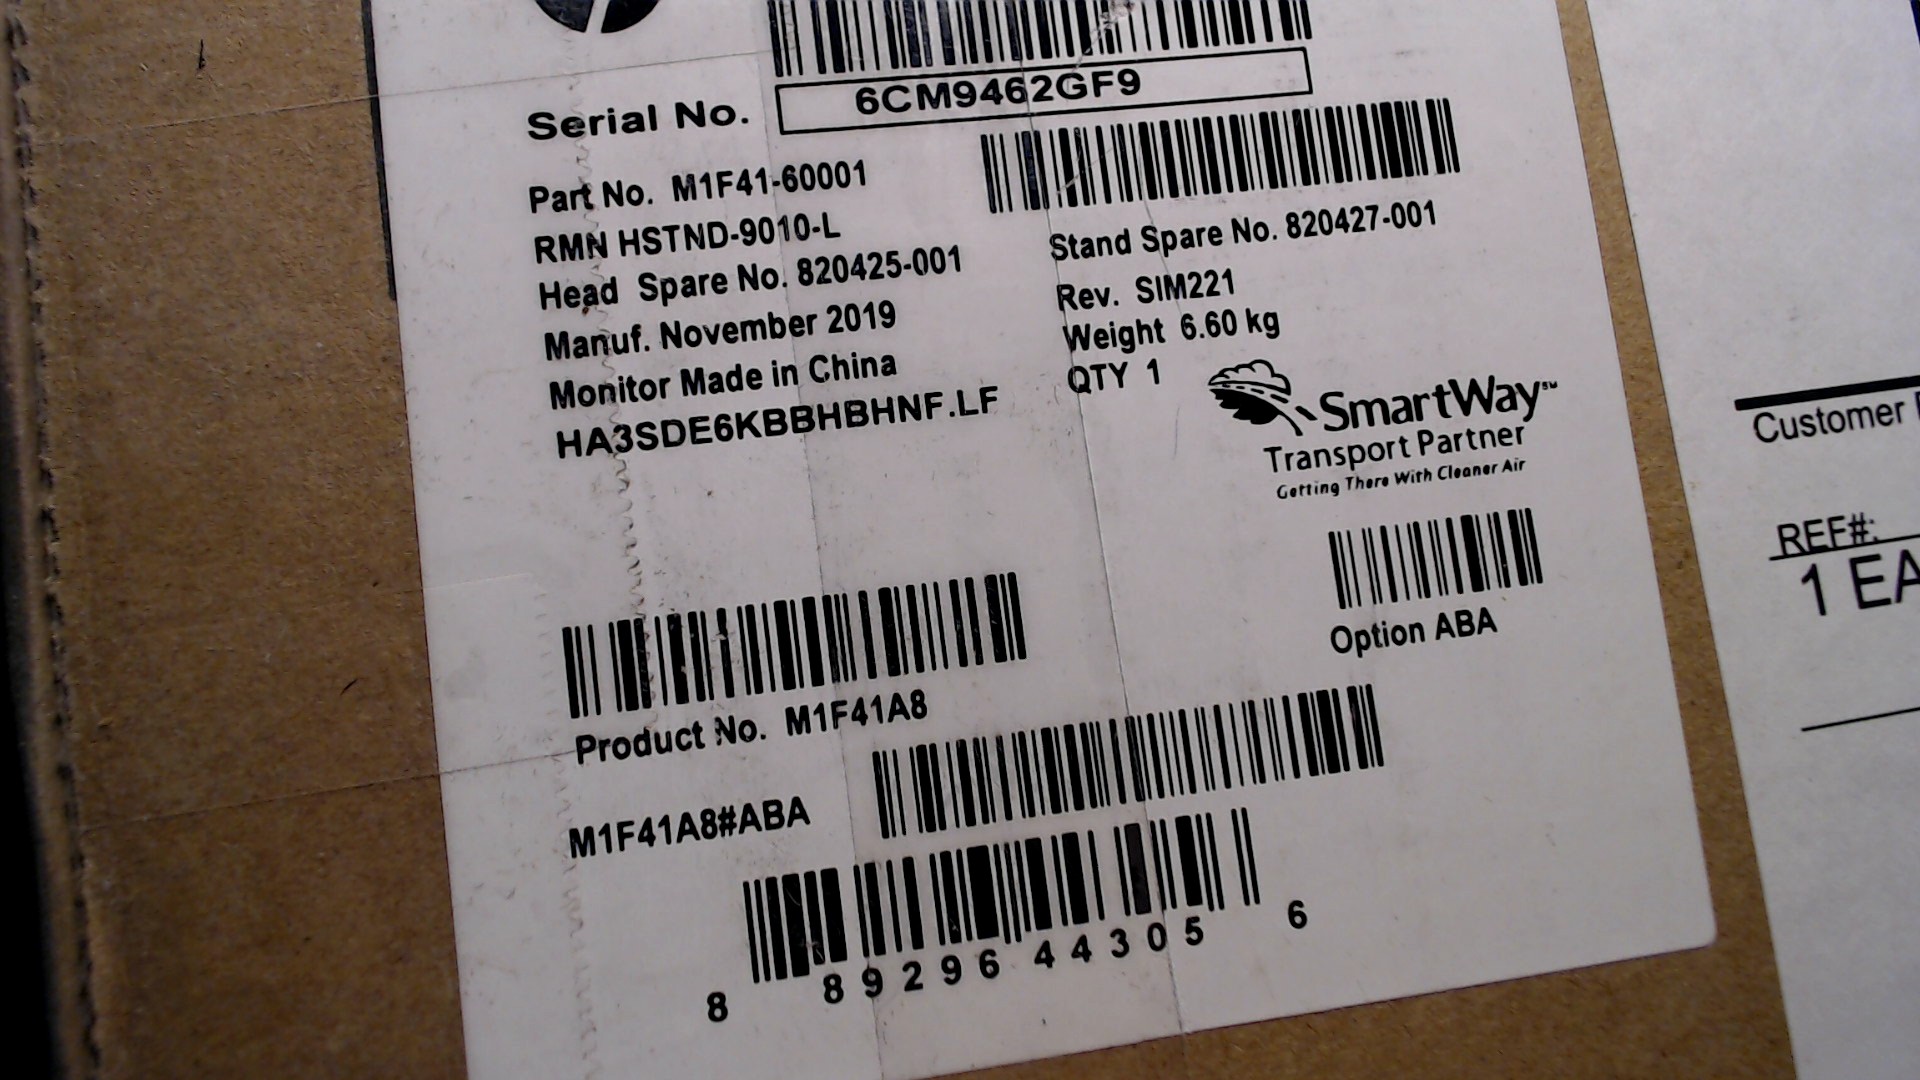 6CM9462GF9
Serial No.
Part No. M1F41-60001
RMN HSTND-9010-L
Head Spare No. 820425-001
Manuf. November 2019
Monitor Made in China
HA3SDE6KBBHBHNF.LF
Stand Spare No. 820427-001
Rev. SIM221
Weight 6.60 kg
QTY 1
SmartWay℠
Transport Partner
Getting There With Cleaner Air
Option ABA
Product No. M1F41A8
M1F41A8#ABA
8 89296 44305 6
Customer
REF#:
1 EA